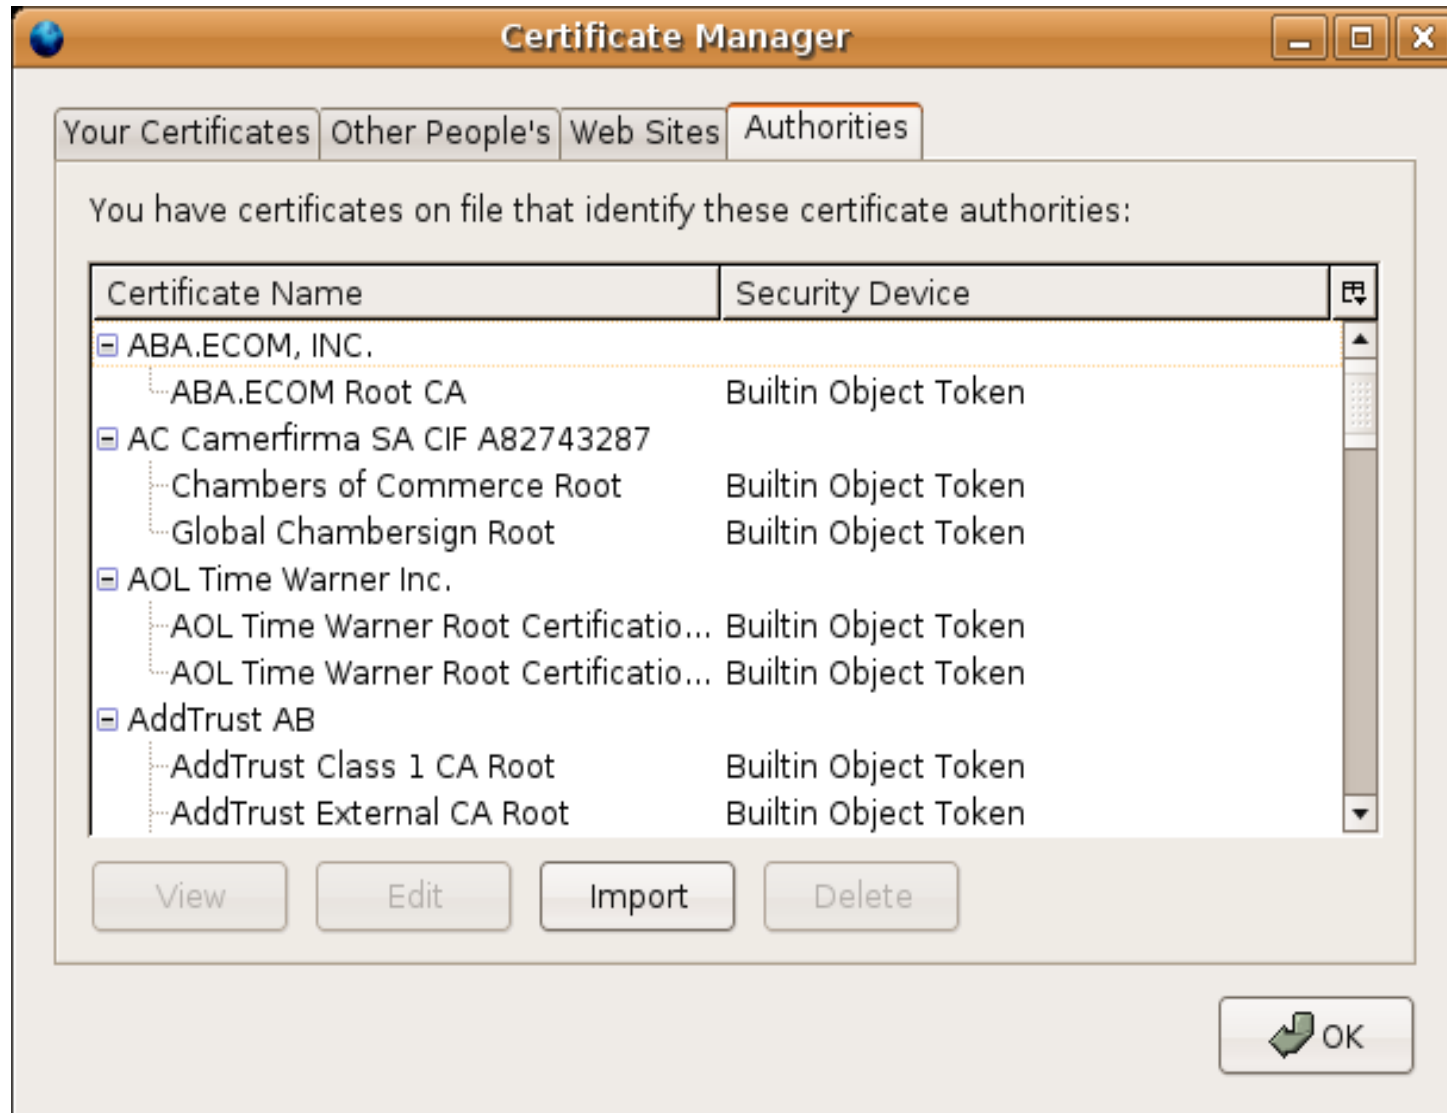 Certificate Manager
Your Certificates Other People's Web Sites Authorities
You have certificates on file that identify these certificate authorities:
Certificate Name Security Device
ABA.ECOM, INC.
ABA.ECOM Root CA Builtin Object Token
AC Camerfirma SA CIF A82743287
Chambers of Commerce Root Builtin Object Token
Global Chambersign Root Builtin Object Token
AOL Time Warner Inc.
AOL Time Warner Root Certificatio... Builtin Object Token
AOL Time Warner Root Certificatio... Builtin Object Token
AddTrust AB
AddTrust Class 1 CA Root Builtin Object Token
AddTrust External CA Root Builtin Object Token
View Edit Import Delete
OK